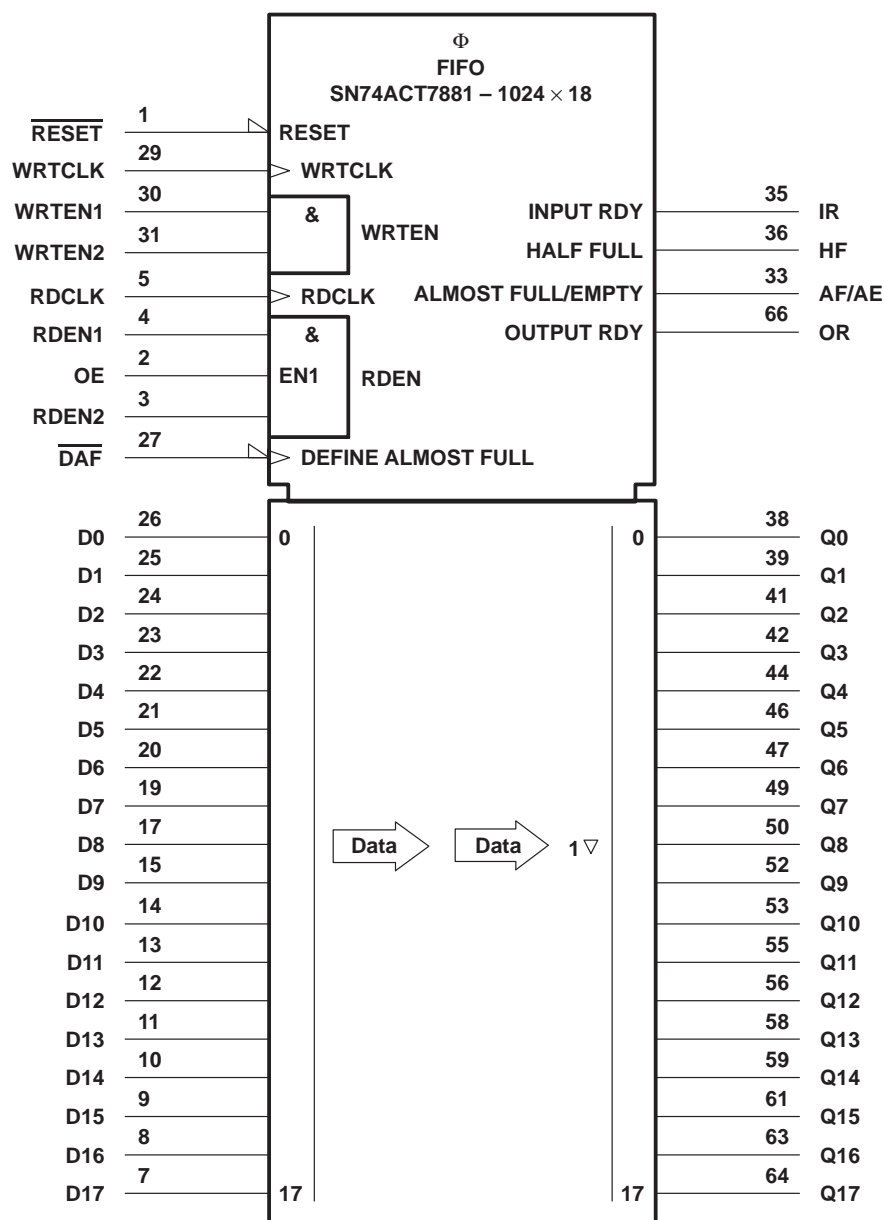 Φ
FIFO
SN74ACT7881 – 1024 × 18
RESET 1 RESET
WRTCLK 29 WRTCLK
WRTEN1 30 & INPUT RDY 35 IR
WRTEN
WRTEN2 31 HALF FULL 36 HF
RDCLK 5 RDCLK ALMOST FULL/EMPTY 33 AF/AE
RDEN1 4 & OUTPUT RDY 66 OR
OE 2 EN1 RDEN
RDEN2 3
DAF 27 DEFINE ALMOST FULL
D0 26 0 0 38 Q0
D1 25 39 Q1
D2 24 41 Q2
D3 23 42 Q3
D4 22 44 Q4
D5 21 46 Q5
D6 20 47 Q6
D7 19 49 Q7
D8 17 Data Data 1 ▽ 50 Q8
D9 15 52 Q9
D10 14 53 Q10
D11 13 55 Q11
D12 12 56 Q12
D13 11 58 Q13
D14 10 59 Q14
D15 9 61 Q15
D16 8 63 Q16
D17 7 17 17 64 Q17